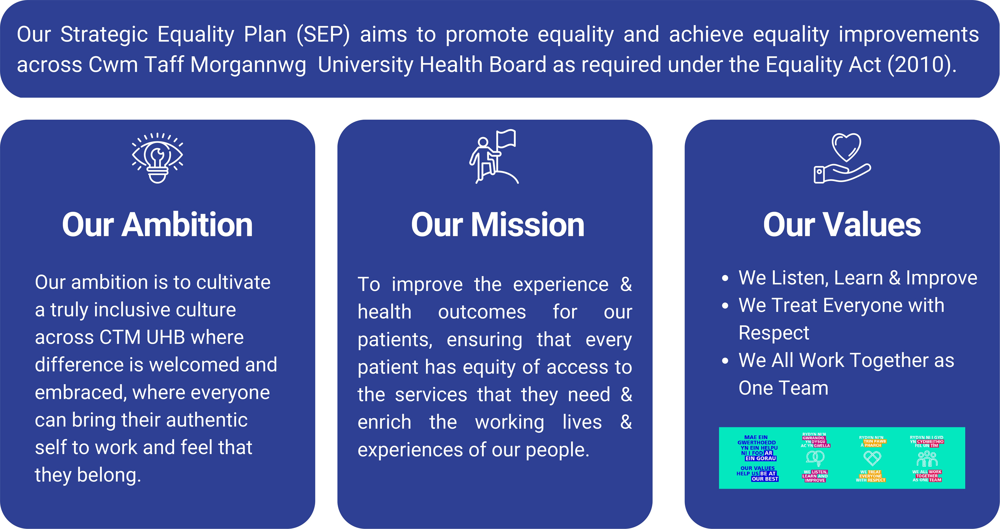 Our Strategic Equality Plan (SEP) aims to promote equality and achieve equality improvements
across Cwm Taff Morgannwg University Health Board as required under the Equality Act (2010).
Our Ambition
Our ambition is to cultivate
a truly inclusive culture
across CTM UHB where
difference is welcomed and
embraced, where everyone
can bring their authentic
self to work and feel that
they belong.
Our Mission
To improve the experience &
health outcomes for our
patients, ensuring that every
patient has equity of access to
the services that they need &
enrich the working lives &
experiences of our people.
Our Values
• We Listen, Learn & Improve
• We Treat Everyone with
Respect
• We All Work Together as
One Team
MAE EIN
GWERTHOEDD
YN EIN HELPU
NI I FOD AR
EIN GORAU
OUR VALUES
HELP US BE AT
OUR BEST
RYDYN NI'N
GWRANDO,
YN DYSGU
AC YN GWELLA
WE LISTEN,
LEARN AND
IMPROVE
RYDYN NI'N
TRIN PAWB
Â PHARCH
WE TREAT
EVERYONE
WITH RESPECT
RYDYN NI I GYD
YN CYDWEITHIO
FEL UN TÎM
WE ALL WORK
TOGETHER
AS ONE TEAM